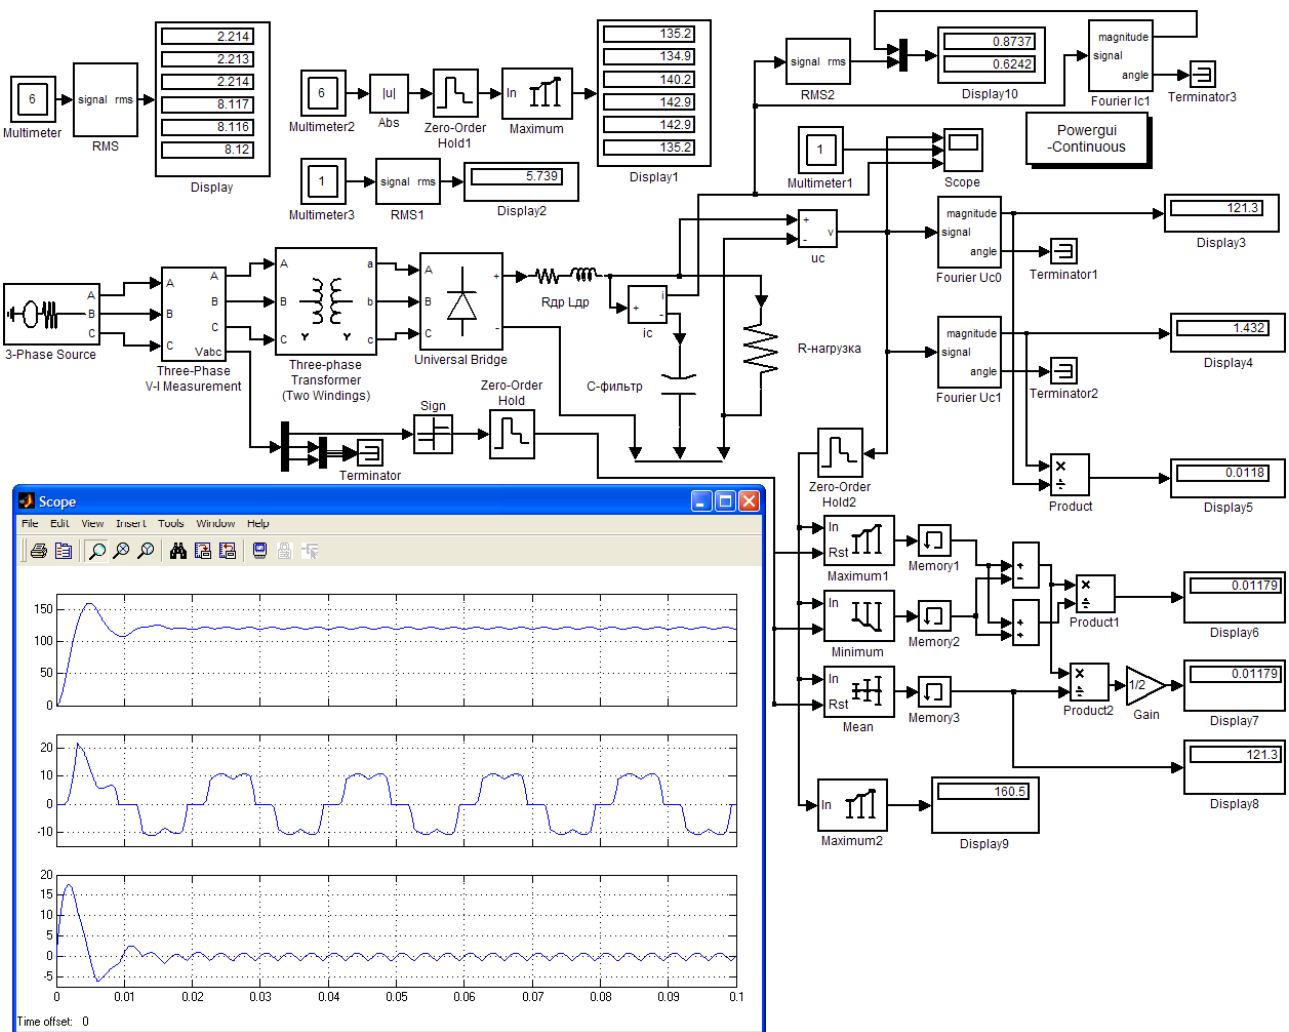 6
Multimeter
signal rms
RMS
2.214
2.213
2.214
8.117
8.116
8.12
Display
6
Multimeter2
|u|
Abs
Zero-Order
Hold1
In
Maximum
135.2
134.9
140.2
142.9
142.9
135.2
Display1
1
Multimeter3
signal rms
RMS1
5.739
Display2
signal rms
RMS2
0.8737
0.6242
Display10
magnitude
signal
angle
Fourier Ic1
Terminator3
Powergui
-Continuous
1
Multimeter1
Scope
+
-
v
uc
magnitude
signal
angle
Fourier Uc0
Terminator1
121.3
Display3
magnitude
signal
angle
Fourier Uc1
Terminator2
1.432
Display4
A
B
C
3-Phase Source
A
B
C
A
B
C
Vabc
Three-Phase
V-I Measurement
A
B
C
a
b
c
Y
Y
Three-phase
Transformer
(Two Windings)
A
B
C
+
-
Universal Bridge
Rдр Lдр
+
i
-
ic
R-нагрузка
C-фильтр
Sign
Zero-Order
Hold
Terminator
Zero-Order
Hold2
×
÷
Product
0.0118
Display5
In
Rst
Maximum1
Memory1
+
-
×
÷
Product1
0.01179
Display6
In
Minimum
Memory2
+
+
In
Rst
Mean
Memory3
×
÷
Product2
1/2
Gain
0.01179
Display7
121.3
Display8
In
Maximum2
160.5
Display9
Scope
File Edit View Insert Tools Window Help
150
100
50
0
20
10
0
-10
20
15
10
5
0
-5
0 0.01 0.02 0.03 0.04 0.05 0.06 0.07 0.08 0.09 0.1
Time offset: 0